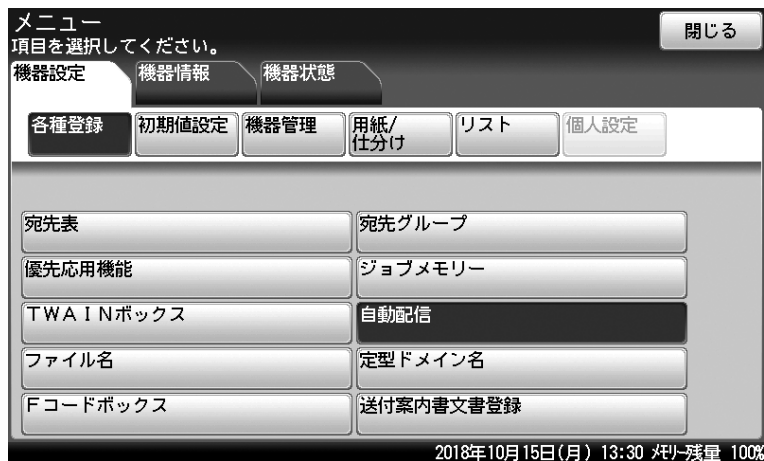 メニュー
項目を選択してください。
閉じる
機器設定
機器情報
機器状態
各種登録
初期値設定
機器管理
用紙/
仕分け
リスト
個人設定
宛先表
宛先グループ
優先応用機能
ジョブメモリー
ＴＷＡＩＮボックス
自動配信
ファイル名
定型ドメイン名
Ｆコードボックス
送付案内書文書登録
2018年10月15日(月) 13:30 ﾒﾓﾘｰ残量 100%